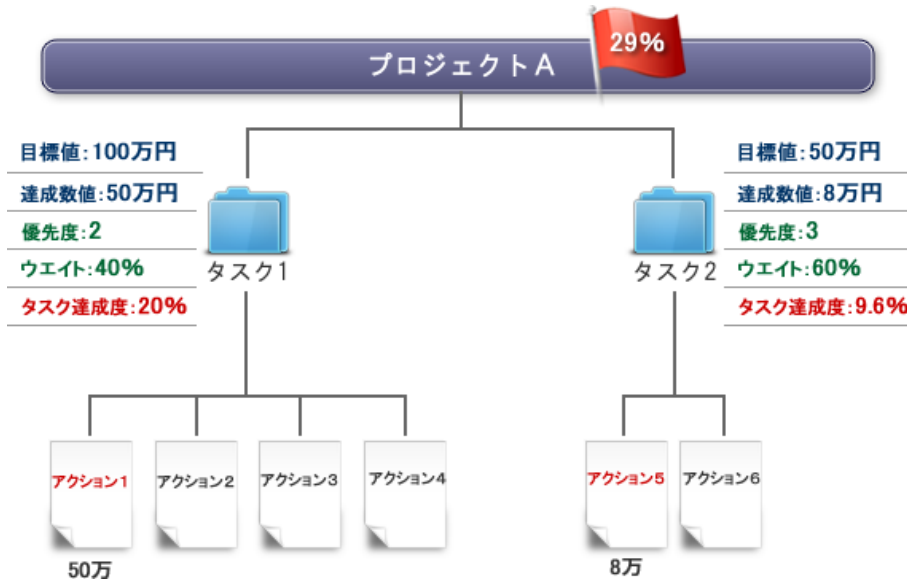 プロジェクトA
29%
目標値:100万円
達成数値:50万円
優先度:2
ウエイト:40%
タスク達成度:20%
タスク1
目標値:50万円
達成数値:8万円
優先度:3
ウエイト:60%
タスク達成度:9.6%
タスク2
アクション1
アクション2
アクション3
アクション4
アクション5
アクション6
50万
8万